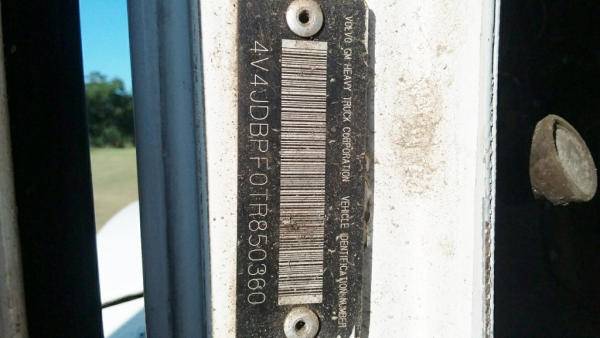 VOLVO GM HEAVY TRUCK CORPORATION VEHICLE IDENTIFICATION NUMBER
4V4JDBPF0TR850360